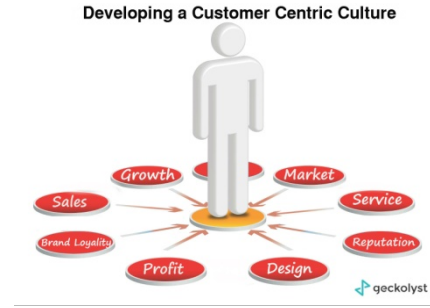 Developing a Customer Centric Culture
Growth
Market
Sales
Service
Brand Loyality
Reputation
Profit
Design
geckolyst